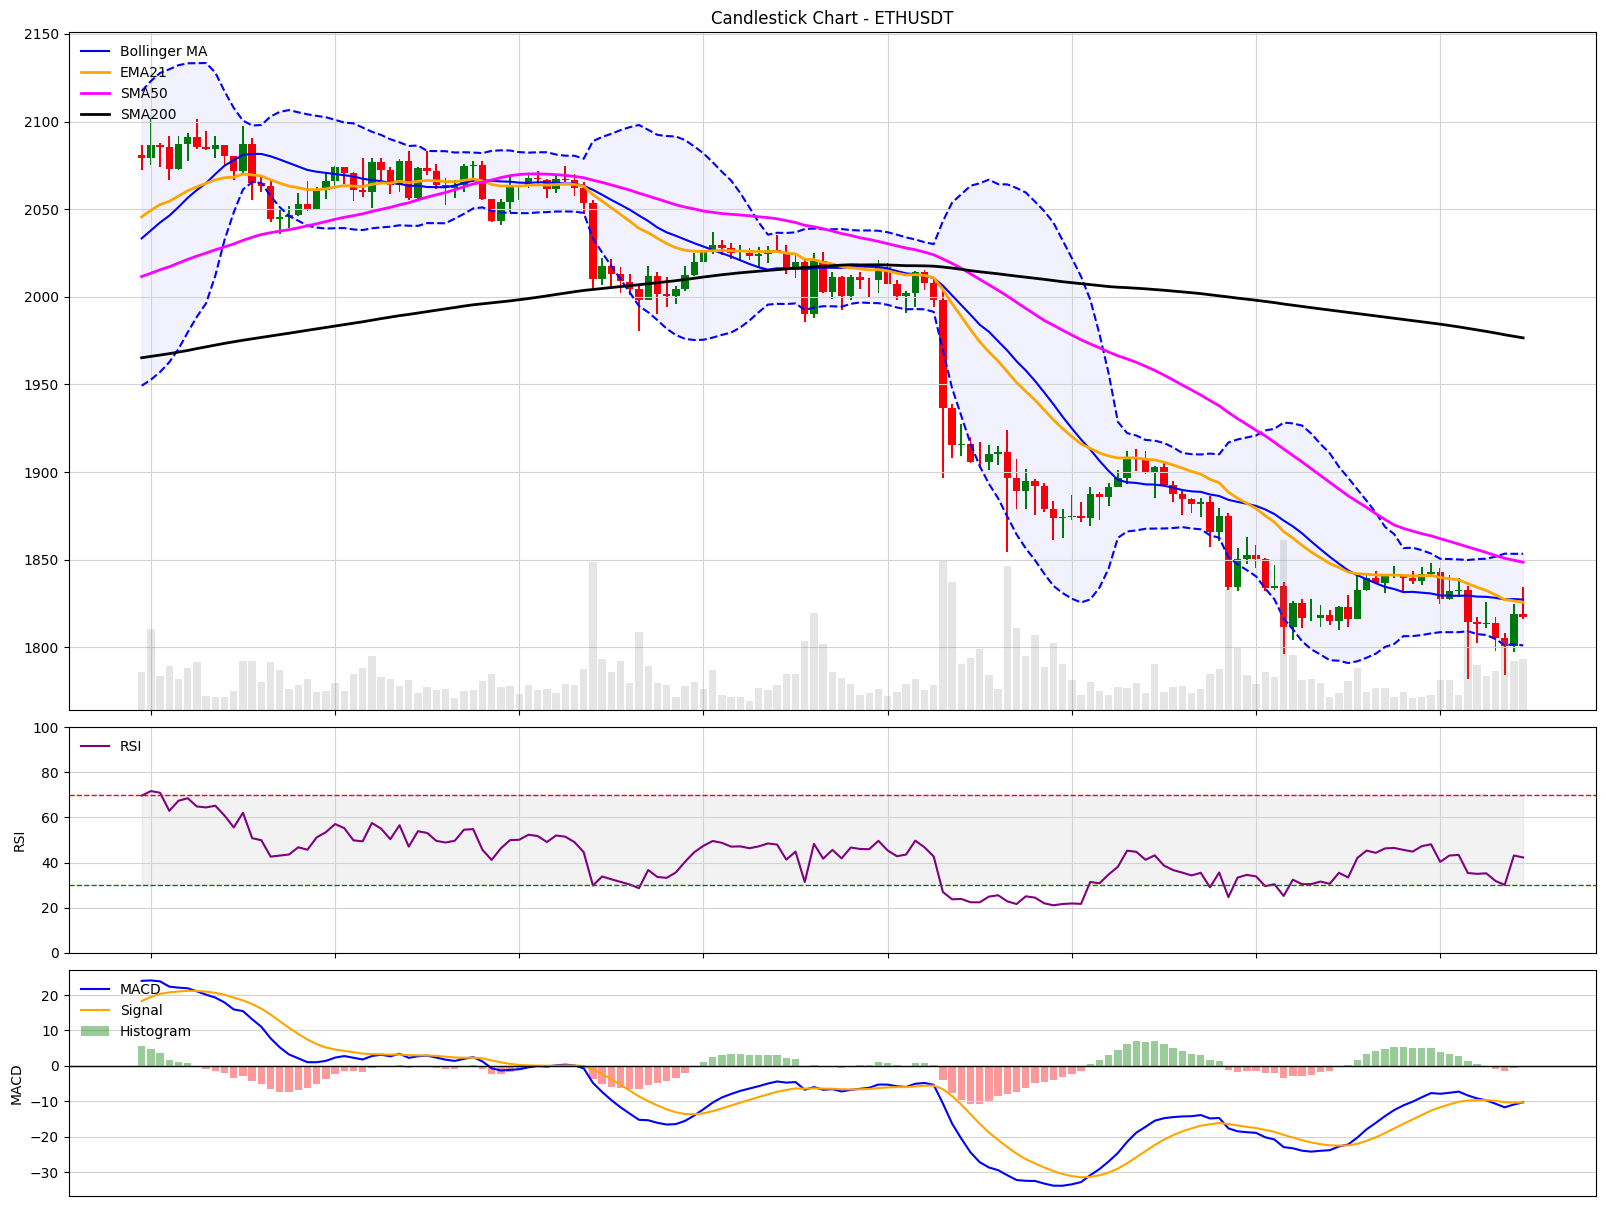 Candlestick Chart - ETHUSDT
Bollinger MA
EMA21
SMA50
SMA200
2150
2100
2050
2000
1950
1900
1850
1800
RSI
100
80
60
40
20
0
RSI
MACD
Signal
Histogram
20
10
0
−10
−20
−30
MACD